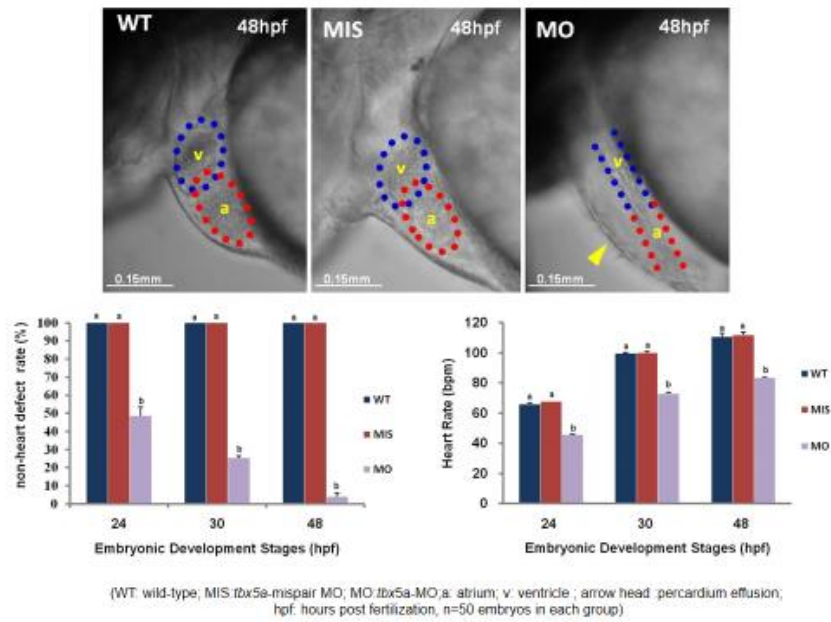 WT 48hpf
MIS 48hpf
MO 48hpf
v
v
v
a
a
a
0.15mm
0.15mm
0.15mm
non-heart defect rate (%)
100
90
80
70
60
50
40
30
20
10
0
a a b
a a b
a a b
24 30 48
Embryonic Development Stages (hpf)
WT
MIS
MO
Heart Rate (bpm)
120
100
80
60
40
20
0
a a b
a a b
a a b
24 30 48
Embryonic Development Stages (hpf)
WT
MIS
MO
(WT: wild-type; MIS:tbx5a-mispair MO; MO:tbx5a-MO,a: atrium; v: ventricle ; arrow head :percardium effusion;
hpf: hours post fertilization, n=50 embryos in each group)